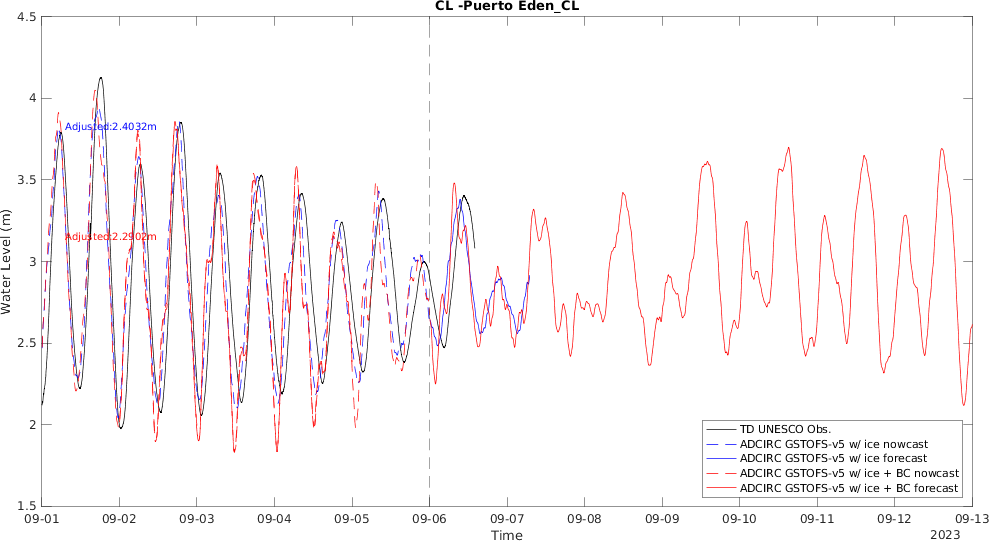 CL -Puerto Eden_CL
4.5
4
3.5
3
2.5
2
1.5
Water Level (m)
Adjusted:2.4032m
Adjusted:2.2902m
TD UNESCO Obs.
ADCIRC GSTOFS-v5 w/ ice nowcast
ADCIRC GSTOFS-v5 w/ ice forecast
ADCIRC GSTOFS-v5 w/ ice + BC nowcast
ADCIRC GSTOFS-v5 w/ ice + BC forecast
09-01 09-02 09-03 09-04 09-05 09-06 09-07 09-08 09-09 09-10 09-11 09-12 09-13
Time
2023